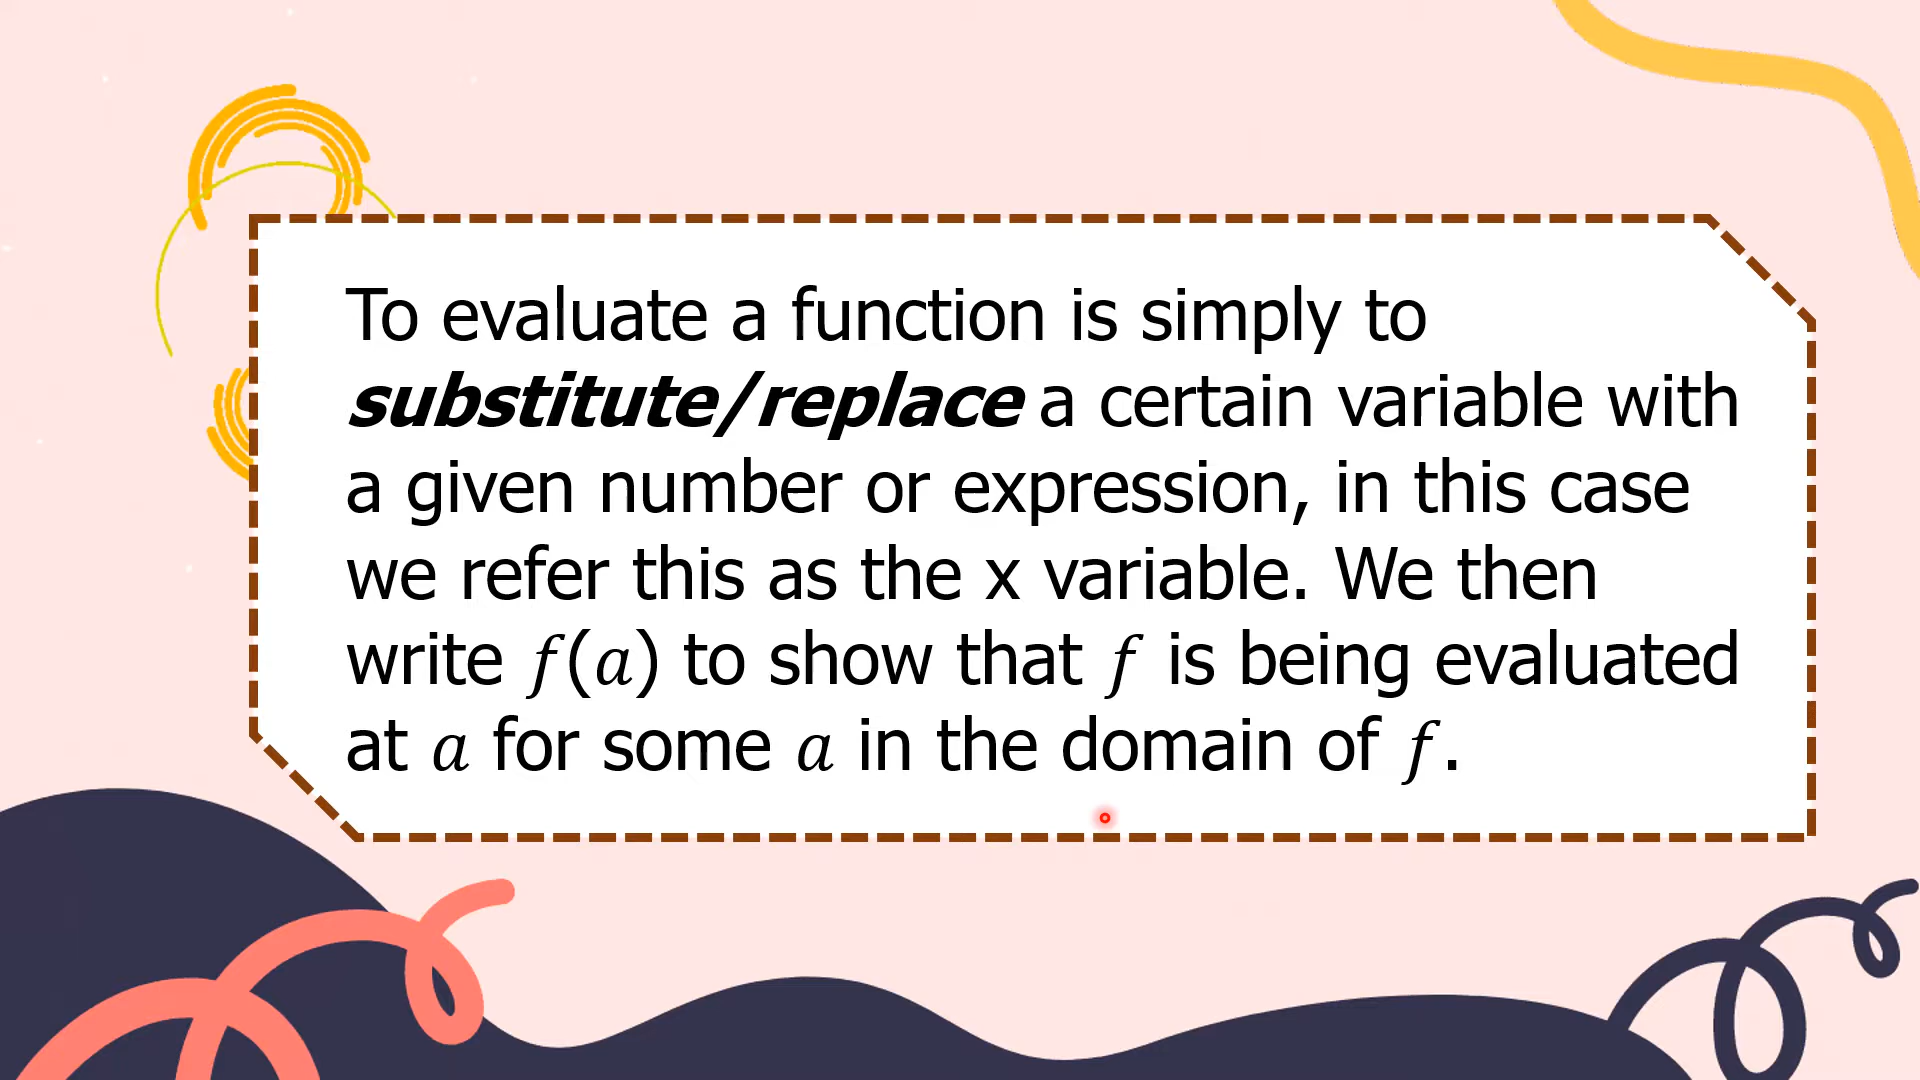 To evaluate a function is simply to
substitute/replace a certain variable with
a given number or expression, in this case
we refer this as the x variable. We then
write f(a) to show that f is being evaluated
at a for some a in the domain of f.